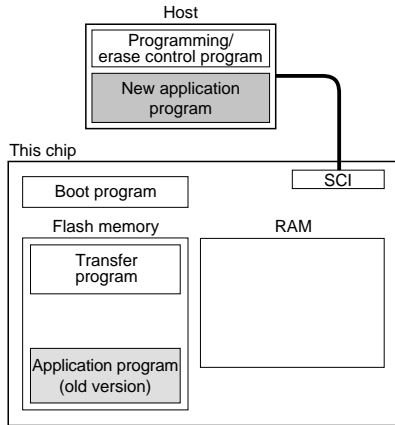 Host
Programming/
erase control program
New application
program
This chip
SCI
Boot program
Flash memory
RAM
Transfer
program
Application program
(old version)